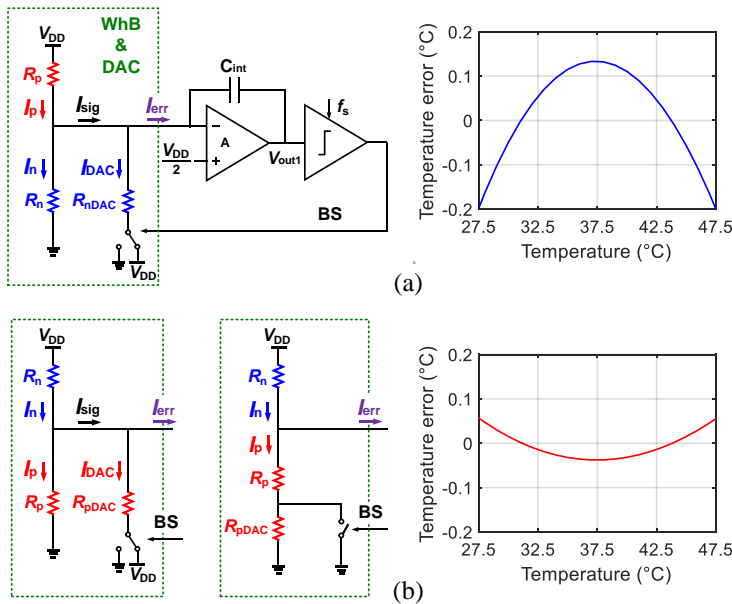 WhB
&
DAC
VDD
Rp
Ip
Isig
Ierr
In
IDAC
Rn
RnDAC
VDD
Cint
A
VDD
2
−
+
Vout1
fs
BS
Temperature error (°C)
0.2
0.1
0
-0.1
-0.2
27.5 32.5 37.5 42.5 47.5
Temperature (°C)
(a)
VDD
Rn
In
Isig
Ierr
Ip
IDAC
Rp
RpDAC
BS
VDD
VDD
Rn
In
Ierr
Ip
Rp
RpDAC
BS
Temperature error (°C)
0.2
0.1
0
-0.1
-0.2
27.5 32.5 37.5 42.5 47.5
Temperature (°C)
(b)